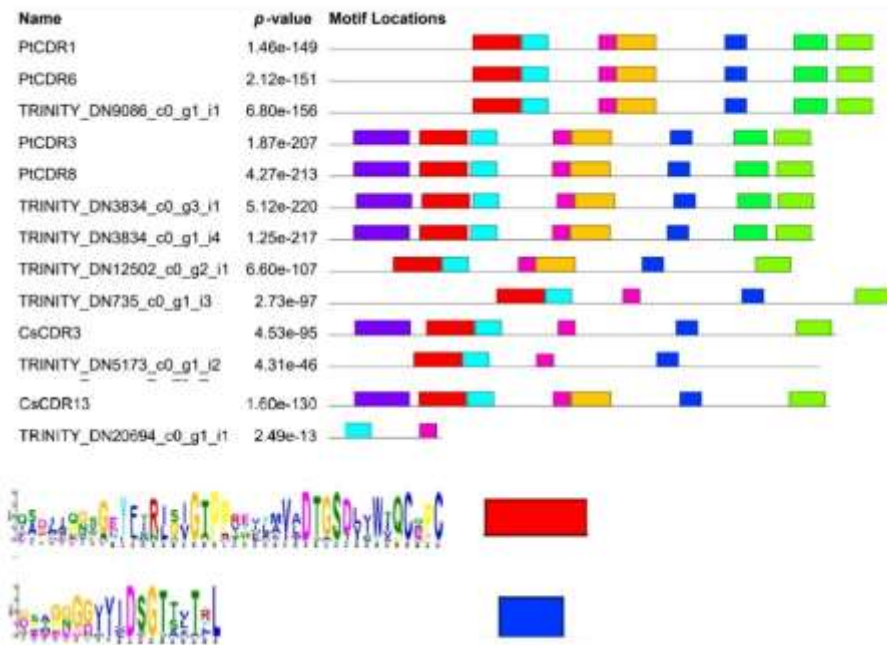 Name p-value Motif Locations
PtCDR1 1.46e-149
PtCDR6 2.12e-151
TRINITY_DN9086_c0_g1_i1 6.80e-156
PtCDR3 1.87e-207
PtCDR8 4.27e-213
TRINITY_DN3834_c0_g3_i1 5.12e-220
TRINITY_DN3834_c0_g1_i4 1.25e-217
TRINITY_DN12502_c0_g2_i1 6.60e-107
TRINITY_DN735_c0_g1_i3 2.73e-97
CsCDR3 4.53e-95
TRINITY_DN5173_c0_g1_i2 4.31e-46
CsCDR13 1.60e-130
TRINITY_DN20694_c0_g1_i1 2.49e-13